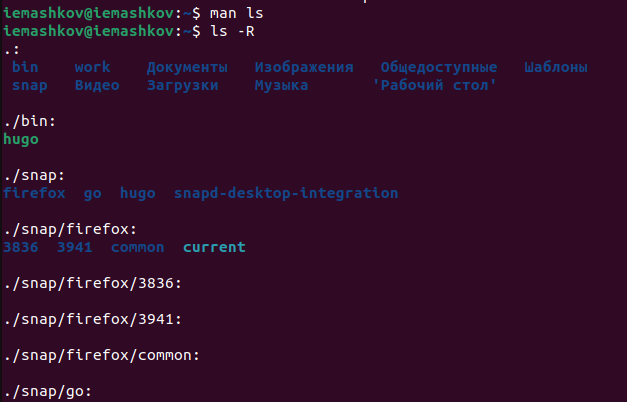 iemashkov@iemashkov:~$ man ls
iemashkov@iemashkov:~$ ls -R
.:
bin work Документы Изображения Общедоступные Шаблоны
snap Видео Загрузки Музыка 'Рабочий стол'
./bin:
hugo
./snap:
firefox go hugo snapd-desktop-integration
./snap/firefox:
3836 3941 common current
./snap/firefox/3836:
./snap/firefox/3941:
./snap/firefox/common:
./snap/go: